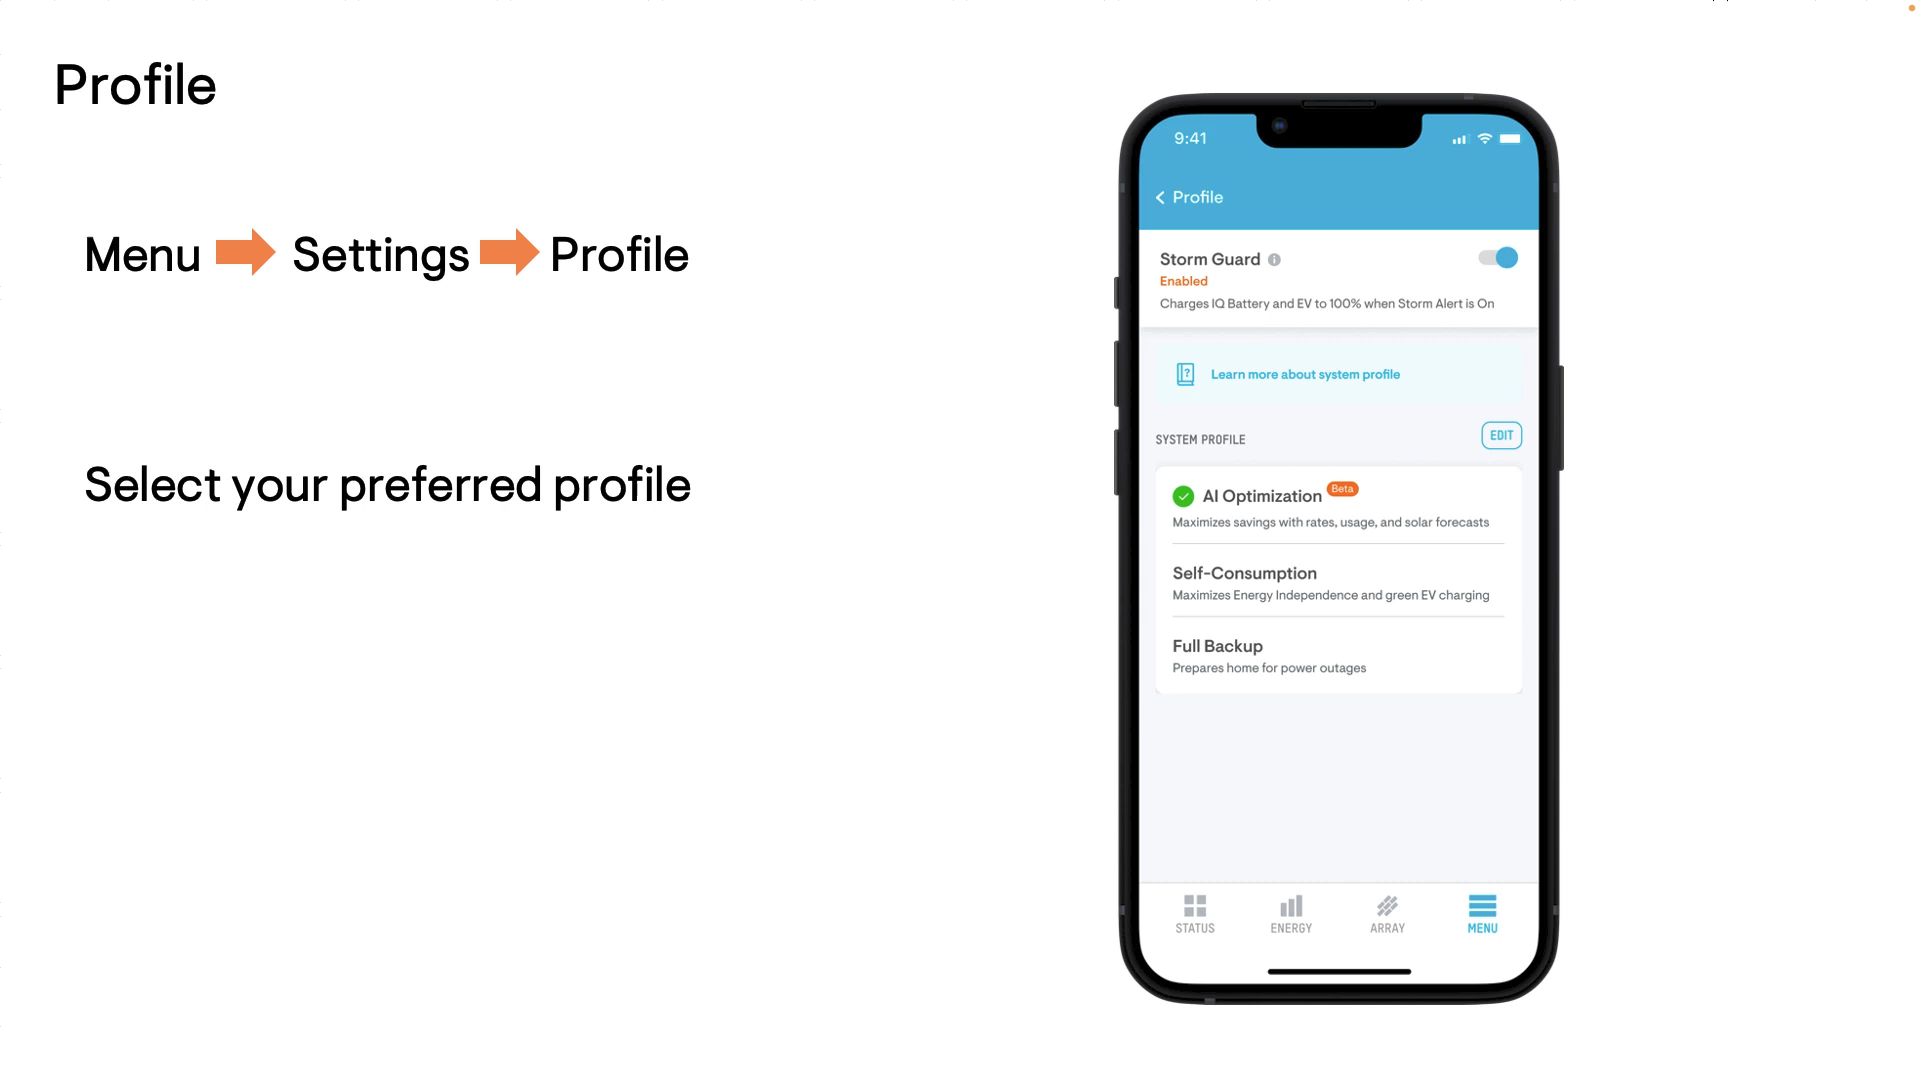 Profile
Menu Settings Profile
Select your preferred profile
9:41
Profile
Storm Guard
Enabled
Charges IQ Battery and EV to 100% when Storm Alert is On
Learn more about system profile
SYSTEM PROFILE EDIT
AI Optimization Beta
Maximizes savings with rates, usage, and solar forecasts
Self-Consumption
Maximizes Energy Independence and green EV charging
Full Backup
Prepares home for power outages
STATUS ENERGY ARRAY MENU